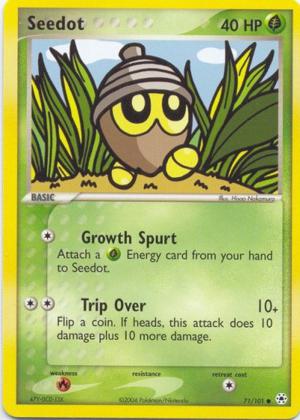 Seedot
40 HP
BASIC
Illus. Hiroo Nakamura
Growth Spurt
Attach a Energy card from your hand
to Seedot.
Trip Over 10+
Flip a coin. If heads, this attack does 10
damage plus 10 more damage.
weakness resistance retreat cost
©2004 Pokémon/Nintendo
71/101